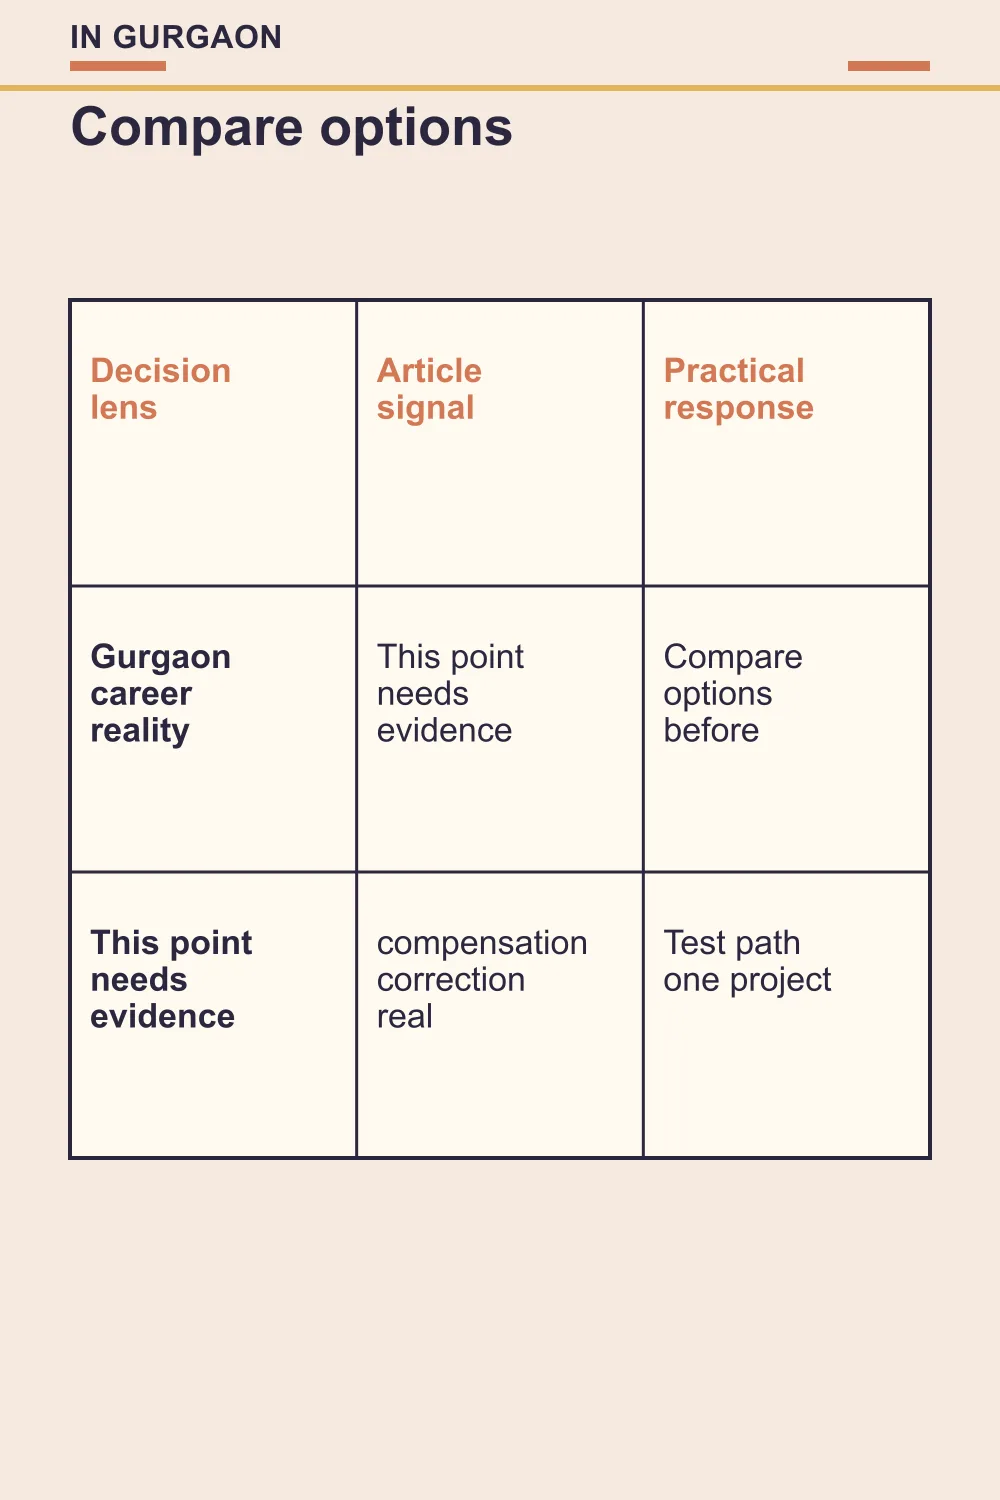 IN GURGAON
Compare options
Decision
lens
Article
signal
Practical
response
Gurgaon
career
reality
This point
needs
evidence
Compare
options
before
This point
needs
evidence
compensation
correction
real
Test path
one project